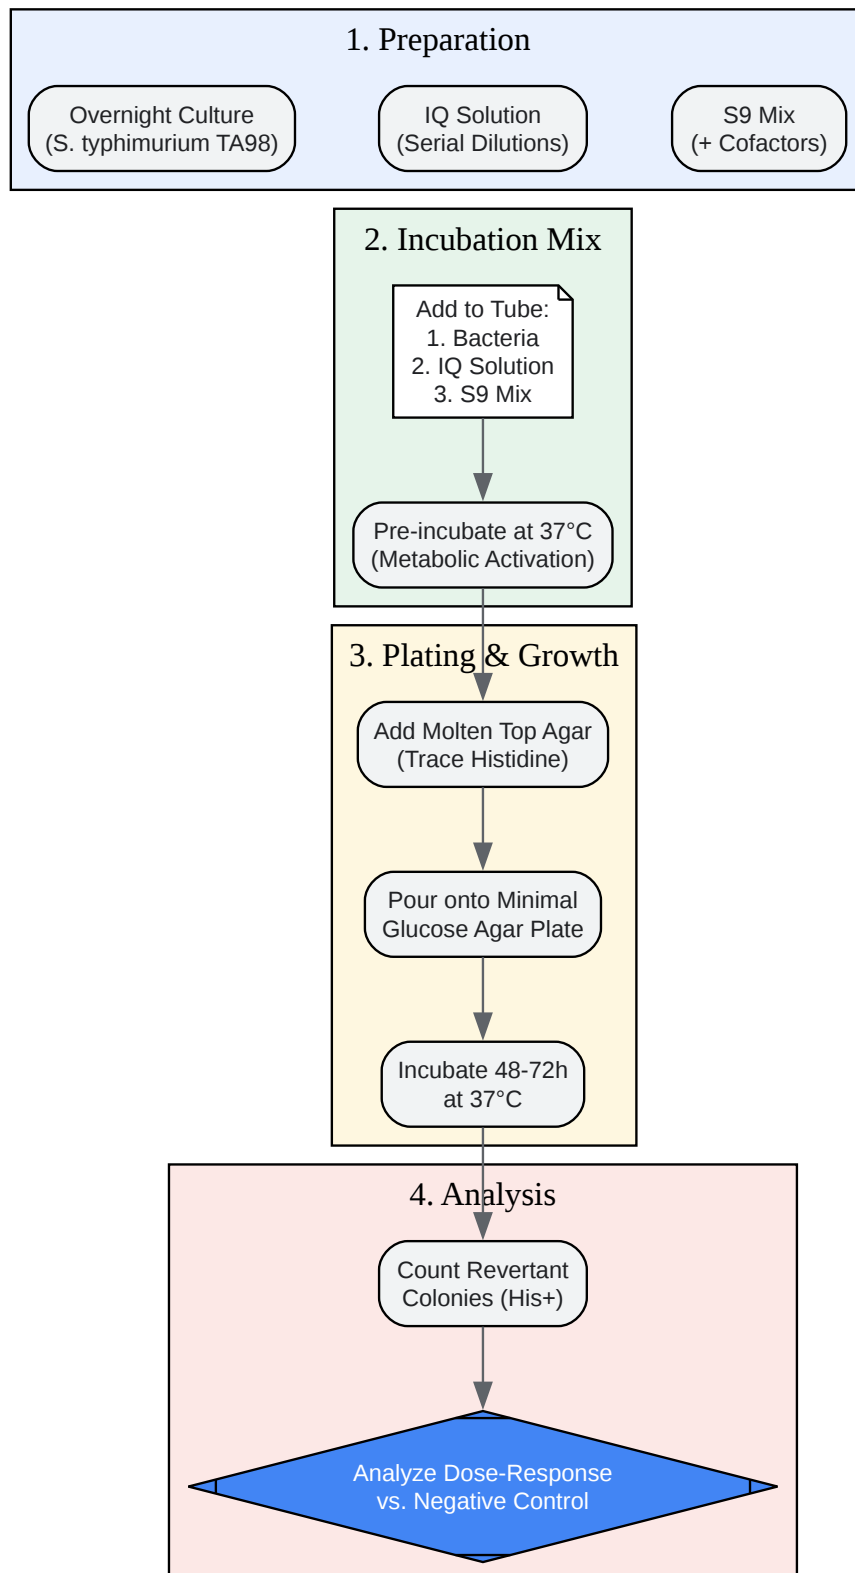 1. Preparation
Overnight Culture
(S. typhimurium TA98)
IQ Solution
(Serial Dilutions)
S9 Mix
(+ Cofactors)
2. Incubation Mix
Add to Tube:
1. Bacteria
2. IQ Solution
3. S9 Mix
Pre-incubate at 37°C
(Metabolic Activation)
3. Plating & Growth
Add Molten Top Agar
(Trace Histidine)
Pour onto Minimal
Glucose Agar Plate
Incubate 48-72h
at 37°C
4. Analysis
Count Revertant
Colonies (His+)
Analyze Dose-Response
vs. Negative Control